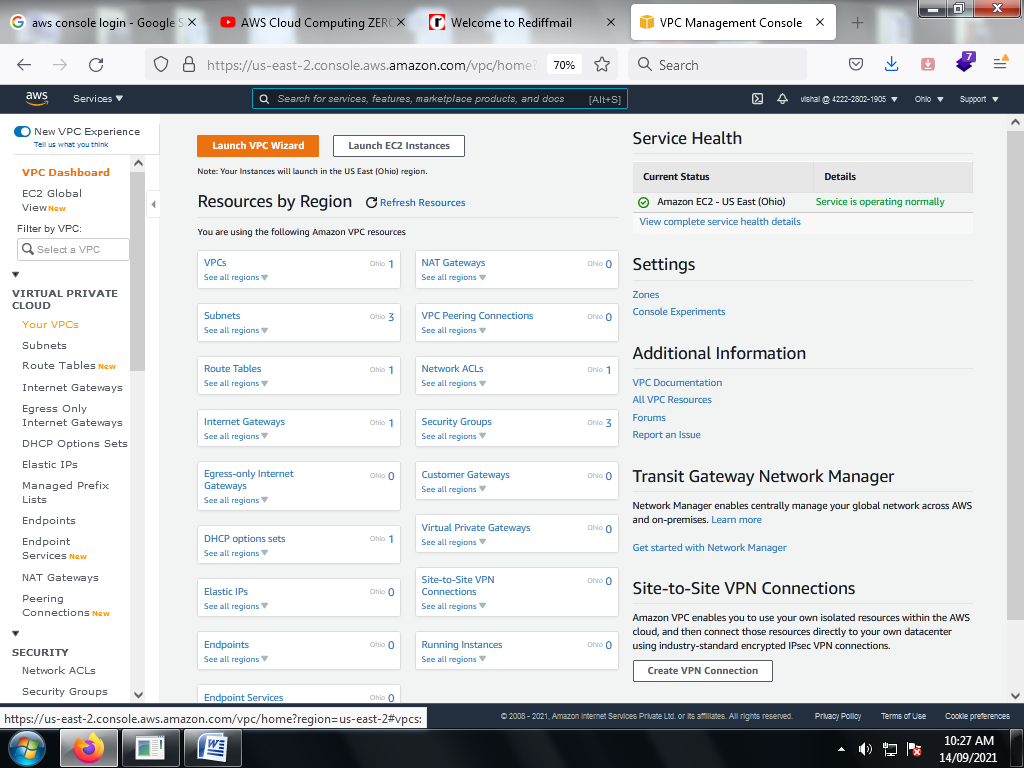 aws console login - Google S
AWS Cloud Computing ZERO
Welcome to Rediffmail
VPC Management Console
https://us-east-2.console.aws.amazon.com/vpc/home?
70%
Search
7
aws
Services
Search for services, features, marketplace products, and docs
[Alt+S]
vishal @ 4222-2802-1905
Ohio
Support
New VPC Experience
Tell us what you think
VPC Dashboard
EC2 Global
View New
Filter by VPC:
Select a VPC
VIRTUAL PRIVATE
CLOUD
Your VPCs
Subnets
Route Tables New
Internet Gateways
Egress Only
Internet Gateways
DHCP Options Sets
Elastic IPs
Managed Prefix
Lists
Endpoints
Endpoint
Services New
NAT Gateways
Peering
Connections New
SECURITY
Network ACLs
Security Groups
Launch VPC Wizard
Launch EC2 Instances
Note: Your Instances will launch in the US East (Ohio) region.
Resources by Region
Refresh Resources
You are using the following Amazon VPC resources
VPCs Ohio 1
See all regions
Subnets Ohio 3
See all regions
Route Tables Ohio 1
See all regions
Internet Gateways Ohio 1
See all regions
Egress-only Internet Ohio 0
Gateways
See all regions
DHCP options sets Ohio 1
See all regions
Elastic IPs Ohio 0
See all regions
Endpoints Ohio 0
See all regions
Endpoint Services Ohio 0
NAT Gateways Ohio 0
See all regions
VPC Peering Connections Ohio 0
See all regions
Network ACLs Ohio 1
See all regions
Security Groups Ohio 3
See all regions
Customer Gateways Ohio 0
See all regions
Virtual Private Gateways Ohio 0
See all regions
Site-to-Site VPN Ohio 0
Connections
See all regions
Running Instances Ohio 0
See all regions
Service Health
Current Status Details
Amazon EC2 - US East (Ohio) Service is operating normally
View complete service health details
Settings
Zones
Console Experiments
Additional Information
VPC Documentation
All VPC Resources
Forums
Report an Issue
Transit Gateway Network Manager
Network Manager enables centrally manage your global network across AWS
and on-premises. Learn more
Get started with Network Manager
Site-to-Site VPN Connections
Amazon VPC enables you to use your own isolated resources within the AWS
cloud, and then connect those resources directly to your own datacenter
using industry-standard encrypted IPsec VPN connections.
Create VPN Connection
https://us-east-2.console.aws.amazon.com/vpc/home?region=us-east-2#vpcs:
© 2008 - 2021, Amazon Internet Services Private Ltd. or its affiliates. All rights reserved.
Privacy Policy
Terms of Use
Cookie preferences
10:27 AM
14/09/2021